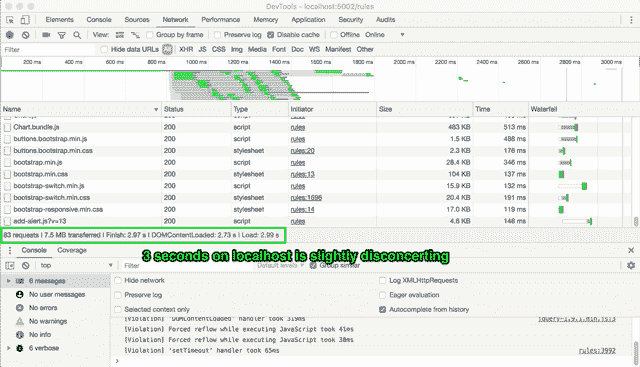 DevTools - localhost:5002/rules
Elements Console Sources Network Performance Memory Application Security Audits
View: Group by frame Preserve log Disable cache Offline Online
Filter Hide data URLs All XHR JS CSS Img Media Font Doc WS Manifest Other
200 ms 400 ms 600 ms 800 ms 1000 ms 1200 ms 1400 ms 1600 ms 1800 ms 2000 ms 2200 ms 2400 ms 2600 ms 2800 ms 3000 ms
Name Status Type Initiator Size Time Waterfall
Chart.bundle.js 200 script rules 483 KB 513 ms
buttons.bootstrap.min.js 200 script rules 1.5 KB 488 ms
buttons.bootstrap.min.css 200 stylesheet rules:20 2.3 KB 176 ms
bootstrap.min.js 200 script rules 28.4 KB 346 ms
bootstrap.min.css 200 stylesheet rules:13 104 KB 137 ms
bootstrap-switch.min.js 200 script rules 15.9 KB 132 ms
bootstrap-switch.min.css 200 stylesheet rules:1696 20.4 KB 191 ms
bootstrap-responsive.min.css 200 stylesheet rules:14 17.0 KB 119 ms
add-alert.js?v=13 200 script rules 4.6 KB 146 ms
83 requests | 7.5 MB transferred | Finish: 2.97 s | DOMContentLoaded: 2.73 s | Load: 2.99 s
3 seconds on localhost is slightly disconcerting
Console Coverage
top Filter Default levels Group similar
6 messages Hide network Log XMLHttpRequests
No user messages Preserve log Eager evaluation
No errors Selected context only Autocomplete from history
No warnings
No info [Violation] Forced reflow while executing JavaScript took 41ms
6 verbose [Violation] Forced reflow while executing JavaScript took 30ms
[Violation] 'setTimeout' handler took 65ms rules:3992